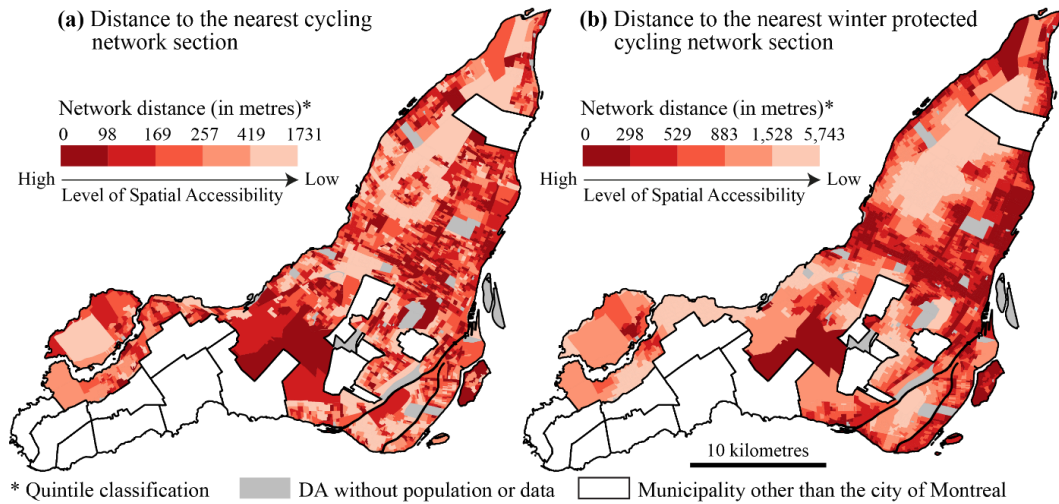 (a) Distance to the nearest cycling
network section
Network distance (in metres)*
0 98 169 257 419 1731
High Low
Level of Spatial Accessibility
(b) Distance to the nearest winter protected
cycling network section
Network distance (in metres)*
0 298 529 883 1,528 5,743
High Low
Level of Spatial Accessibility
10 kilometres
* Quintile classification
DA without population or data
Municipality other than the city of Montreal